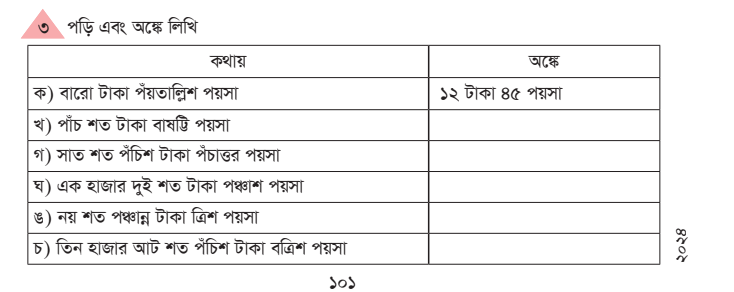 ৩ পড়ি এবং অঙ্কে লিখি
কথায় অঙ্কে
ক) বারো টাকা পঁয়তাল্লিশ পয়সা ১২ টাকা ৪৫ পয়সা
খ) পাঁচ শত টাকা বাষট্টি পয়সা
গ) সাত শত পঁচিশ টাকা পঁচাত্তর পয়সা
ঘ) এক হাজার দুই শত টাকা পঞ্চাশ পয়সা
ঙ) নয় শত পঞ্চান্ন টাকা ত্রিশ পয়সা
চ) তিন হাজার আট শত পঁচিশ টাকা বত্রিশ পয়সা
২০২৪
১০১